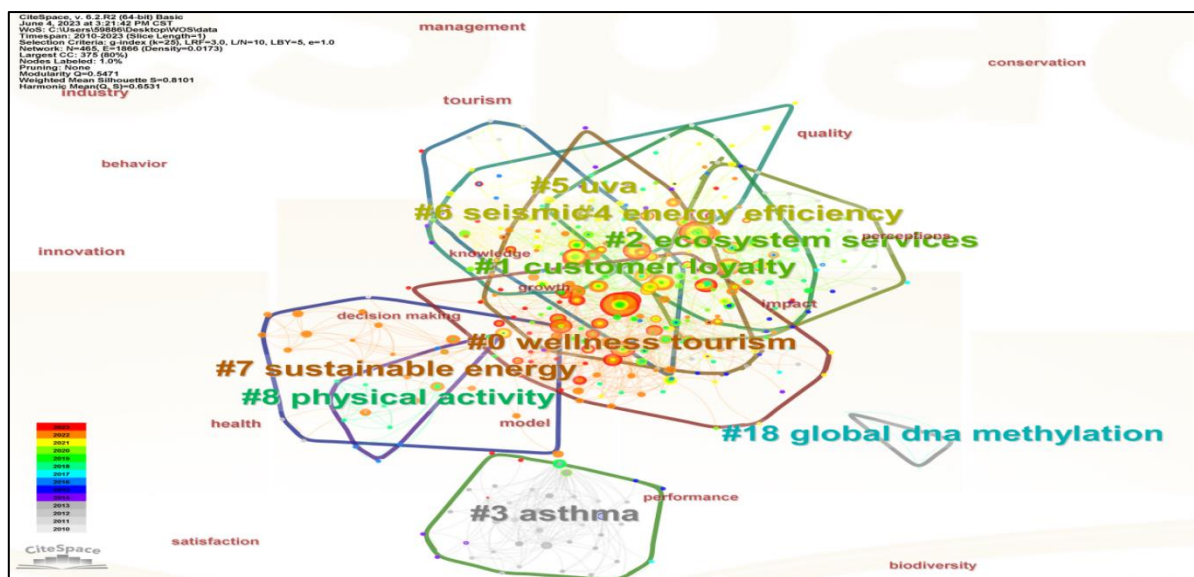 CiteSpace, v. 6.2.R2 (64-bit) Basic
June 4, 2023 at 3:21:42 PM CST
WoS: C:\Users\59886\Desktop\WOS\data
Timespan: 2010-2023 (Slice Length=1)
Selection Criteria: g-index (k=25), LRF=3.0, L/N=10, LBY=5, e=1.0
Network: N=465, E=1866 (Density=0.0173)
Largest CC: 375 (80%)
Nodes Labeled: 1.0%
Pruning: None
Modularity Q=0.5471
Weighted Mean Silhouette S=0.8101
Harmonic Mean(Q, S)=0.6531
management
conservation
industry
tourism
quality
behavior
#5 uva
#6 seismic
#4 energy efficiency
perceptions
#2 ecosystem services
innovation
knowledge
#1 customer loyalty
growth
impact
decision making
#0 wellness tourism
#7 sustainable energy
#8 physical activity
health
model
#18 global dna methylation
performance
#3 asthma
satisfaction
biodiversity
2023
2022
2021
2020
2019
2018
2017
2016
2015
2014
2013
2012
2011
2010
CiteSpace